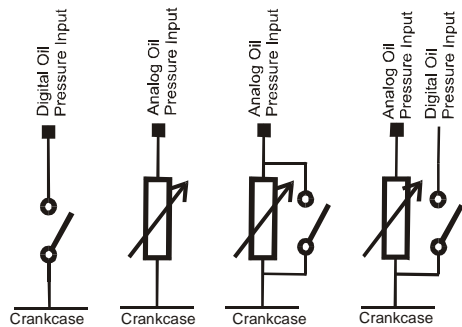 Digital Oil
Pressure Input
Analog Oil
Pressure Input
Analog Oil
Pressure Input
Analog Oil
Pressure Input
Digital Oil
Pressure Input
Crankcase
Crankcase
Crankcase
Crankcase